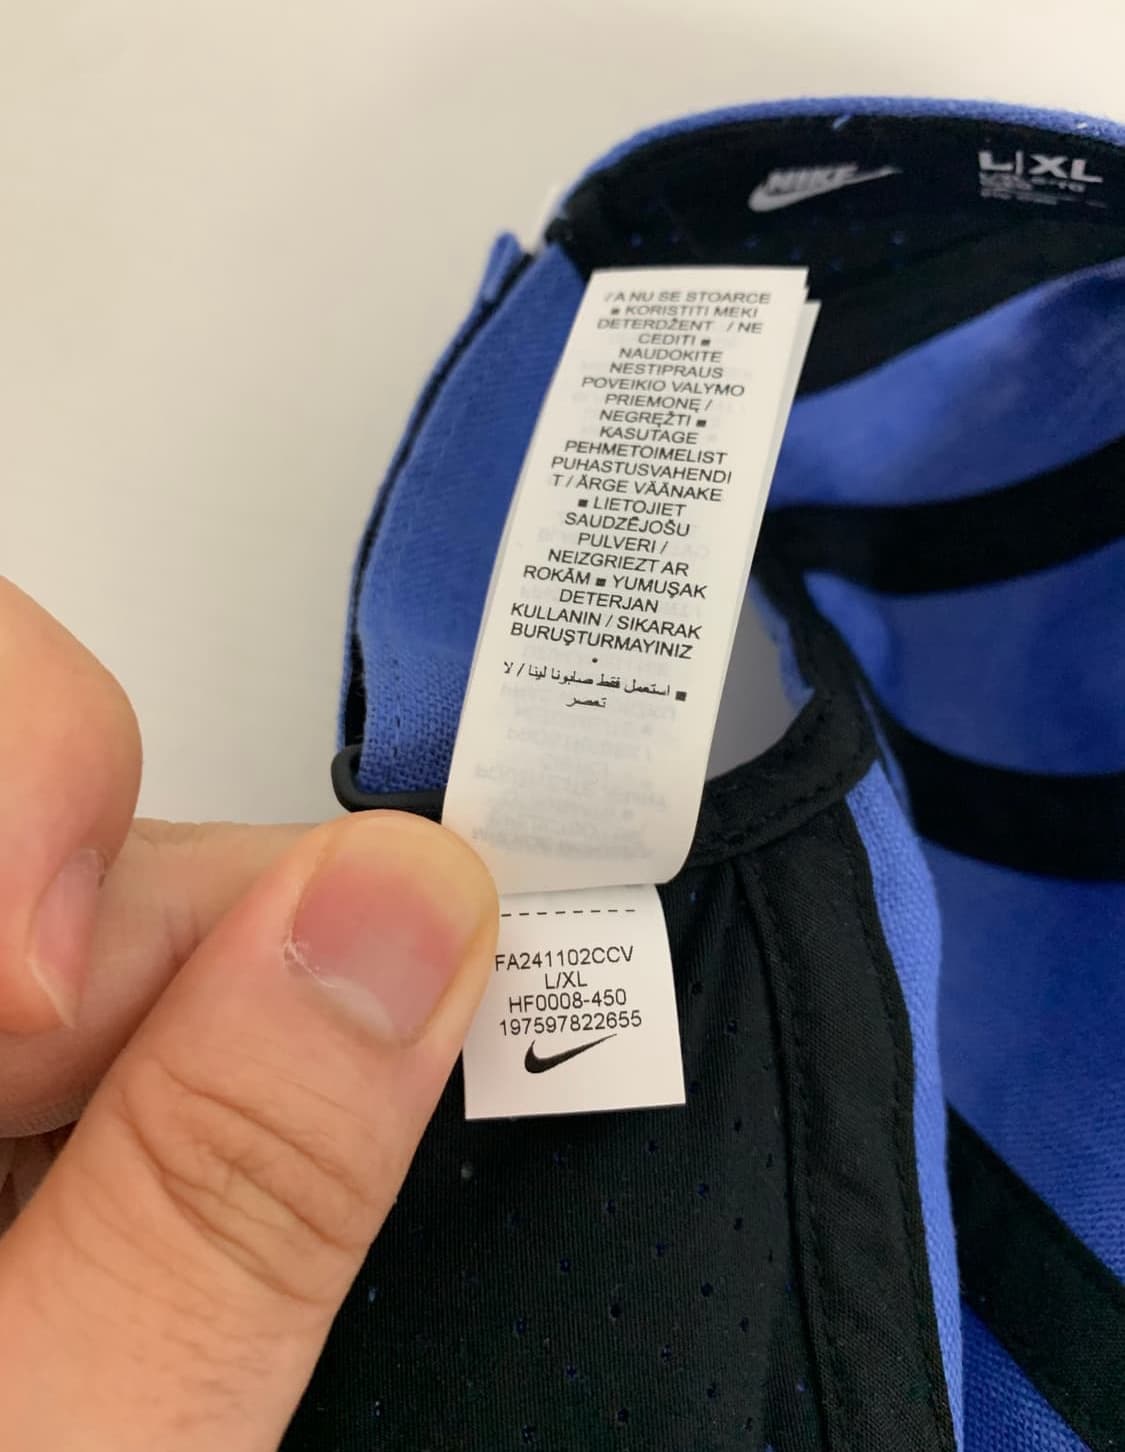 NIKE
L|XL
/A NU SE STOARCE
▪ KORISTITI MEKI
DETERDŽENT / NE
CEDITI ▪
NAUDOKITE
NESTIPRAUS
POVEIKIO VALYMO
PRIEMONĘ /
NEGRĘŽTI ▪
KASUTAGE
PEHMETOIMELIST
PUHASTUSVAHENDI
T / ÄRGE VÄÄNAKE
▪ LIETOJIET
SAUDZĒJOŠU
PULVERI /
NEIZGRIEZT AR
ROKĀM ▪ YUMUŞAK
DETERJAN
KULLANIN / SIKARAK
BURUŞTURMAYINIZ
▪ استعمل فقط صابونا لينا / لا
تعصر
FA241102CCV
L/XL
HF0008-450
197597822655